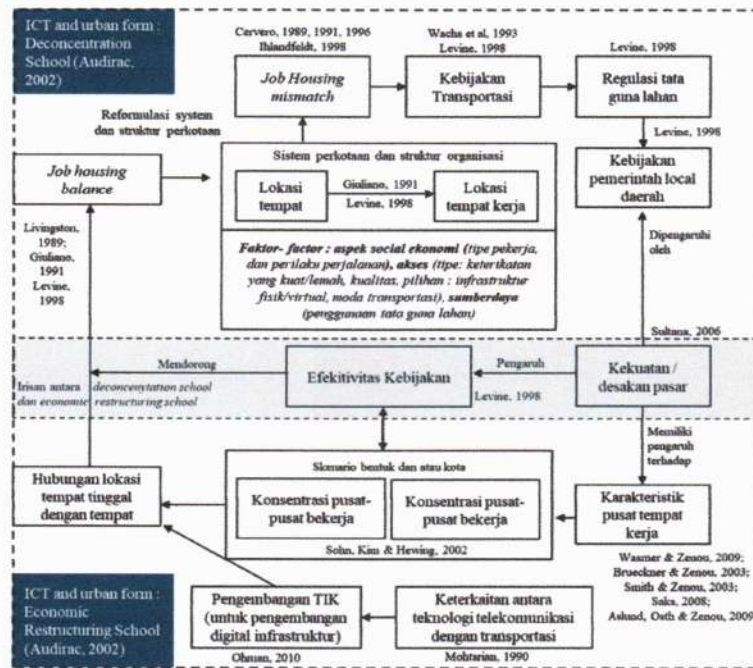 ICT and urban form :
Deconcentration
School (Audirac,
2002)
Cervero, 1989, 1991, 1996
Ihlandfeldt, 1998
Wachs et al, 1993
Levine, 1998
Levine, 1998
Job Housing
mismatch
Kebijakan
Transportasi
Regulasi tata
guna lahan
Reformulasi system
dan struktur perkotaan
Levine, 1998
Job housing
balance
Sistem perkotaan dan struktur organisasi
Lokasi
tempat
Giuliano, 1991
Levine, 1998
Lokasi
tempat kerja
Kebijakan
pemerintah local
daerah
Livingston,
1989;
Giuliano,
1991
Levine,
1998
Faktor- factor : aspek social ekonomi (tipe pekerja,
dan perilaku perjalanan), akses (tipe: keterikatan
yang kuat/lemah, kualitas, pilihan : infrastruktur
fisik/virtual, moda transportasi), sumberdaya
(penggunaan tata guna lahan)
Dipengaruhi
oleh
Sultana, 2006
Mendorong
Efekitivitas Kebijakan
Pengaruh
Levine, 1998
Kekuatan /
desakan pasar
Irisan antara deconcenytation school
dan economic restructuring school
Memiliki
pengaruh
terhadap
Hubungan lokasi
tempat tinggal
dengan tempat
Skenario bentuk dan atau kota
Konsentrasi pusat-
pusat bekerja
Konsentrasi pusat-
pusat bekerja
Sohn, Kim & Hewing, 2002
Karakteristik
pusat tempat
kerja
Wasmer & Zenou, 2009;
Brueckner & Zenou, 2003;
Smith & Zenou, 2003;
Saks, 2008;
Aslund, Osth & Zenou, 2009
ICT and urban form :
Economic
Restructuring School
(Audirac, 2002)
Pengembangan TIK
(untuk pengembangan
digital infrastruktur)
Ohman, 2010
Keterkaitan antara
teknologi telekomunikasi
dengan transportasi
Mohtarian, 1990